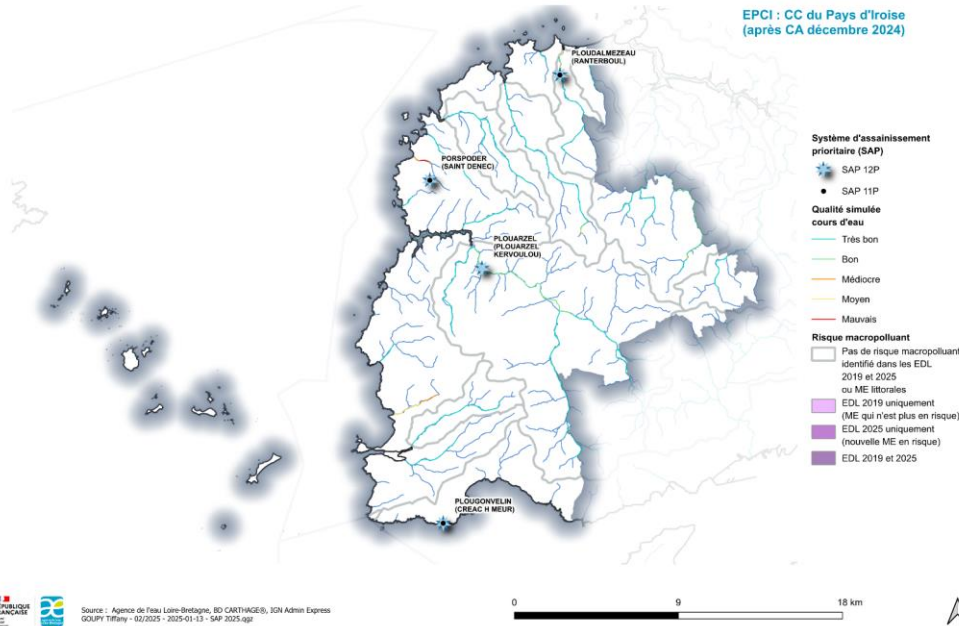 EPCI : CC du Pays d'Iroise
(après CA décembre 2024)
PLOUDALMEZEAU
(RANTERBOUL)
PORSPODER
(SAINT DENEC)
PLOUARZEL
(PLOUARZEL
KERVOULOU)
PLOUGONVELIN
(CREAC H MEUR)
Système d'assainissement
prioritaire (SAP)
SAP 12P
SAP 11P
Qualité simulée
cours d'eau
Très bon
Bon
Médiocre
Moyen
Mauvais
Risque macropolluant
Pas de risque macropolluant
identifié dans les EDL
2019 et 2025
ou ME littorales
EDL 2019 uniquement
(ME qui n'est plus en risque)
EDL 2025 uniquement
(nouvelle ME en risque)
EDL 2019 et 2025
RÉPUBLIQUE
FRANÇAISE
Source : Agence de l'eau Loire-Bretagne, BD CARTHAGE®, IGN Admin Express
GOUPY Tiffany - 02/2025 - 2025-01-13 - SAP 2025.qgz
0 9 18 km